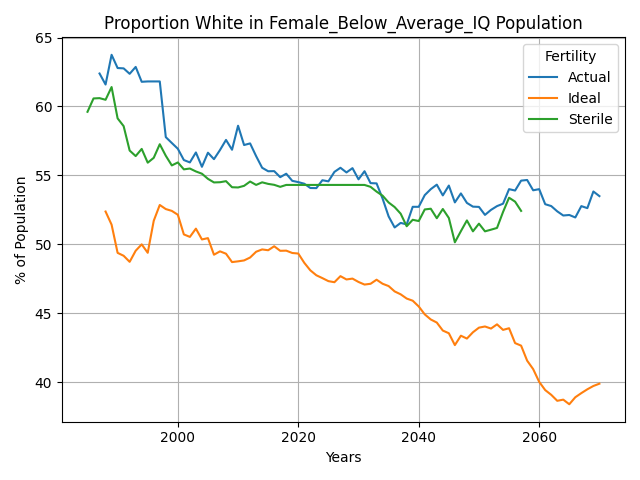 Proportion White in Female_Below_Average_IQ Population
65
60
55
50
45
40
% of Population
2000
2020
2040
2060
Years
Fertility
Actual
Ideal
Sterile